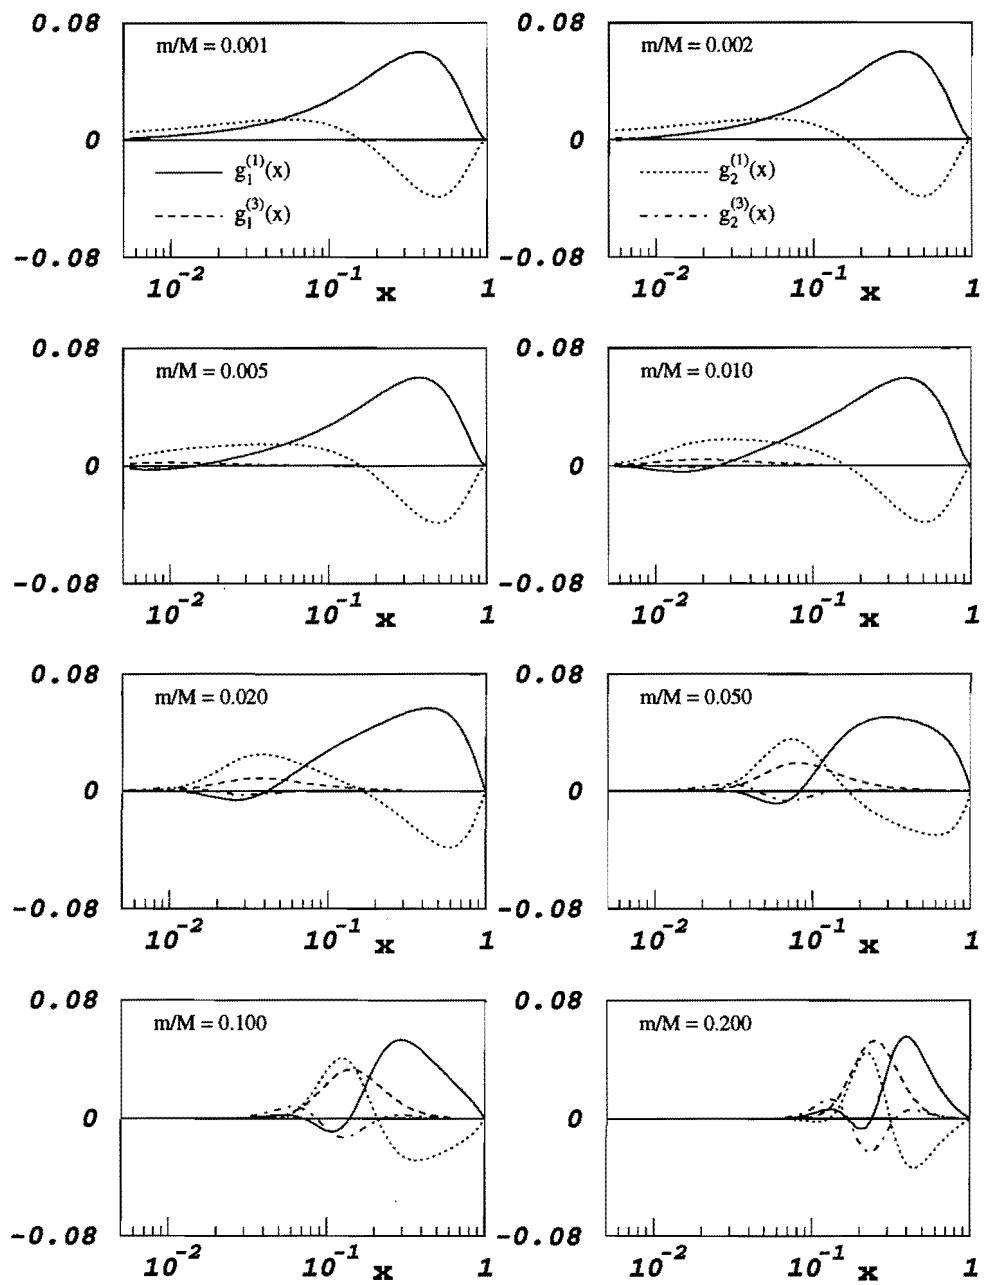 0.08
m/M = 0.001
0
g₁⁽¹⁾(x)
g₁⁽³⁾(x)
-0.08
10⁻² 10⁻¹ x 1
0.08
m/M = 0.002
0
g₂⁽¹⁾(x)
g₂⁽³⁾(x)
-0.08
10⁻² 10⁻¹ x 1
0.08
m/M = 0.005
0
-0.08
10⁻² 10⁻¹ x 1
0.08
m/M = 0.010
0
-0.08
10⁻² 10⁻¹ x 1
0.08
m/M = 0.020
0
-0.08
10⁻² 10⁻¹ x 1
0.08
m/M = 0.050
0
-0.08
10⁻² 10⁻¹ x 1
0.08
m/M = 0.100
0
-0.08
10⁻² 10⁻¹ x 1
0.08
m/M = 0.200
0
-0.08
10⁻² 10⁻¹ x 1